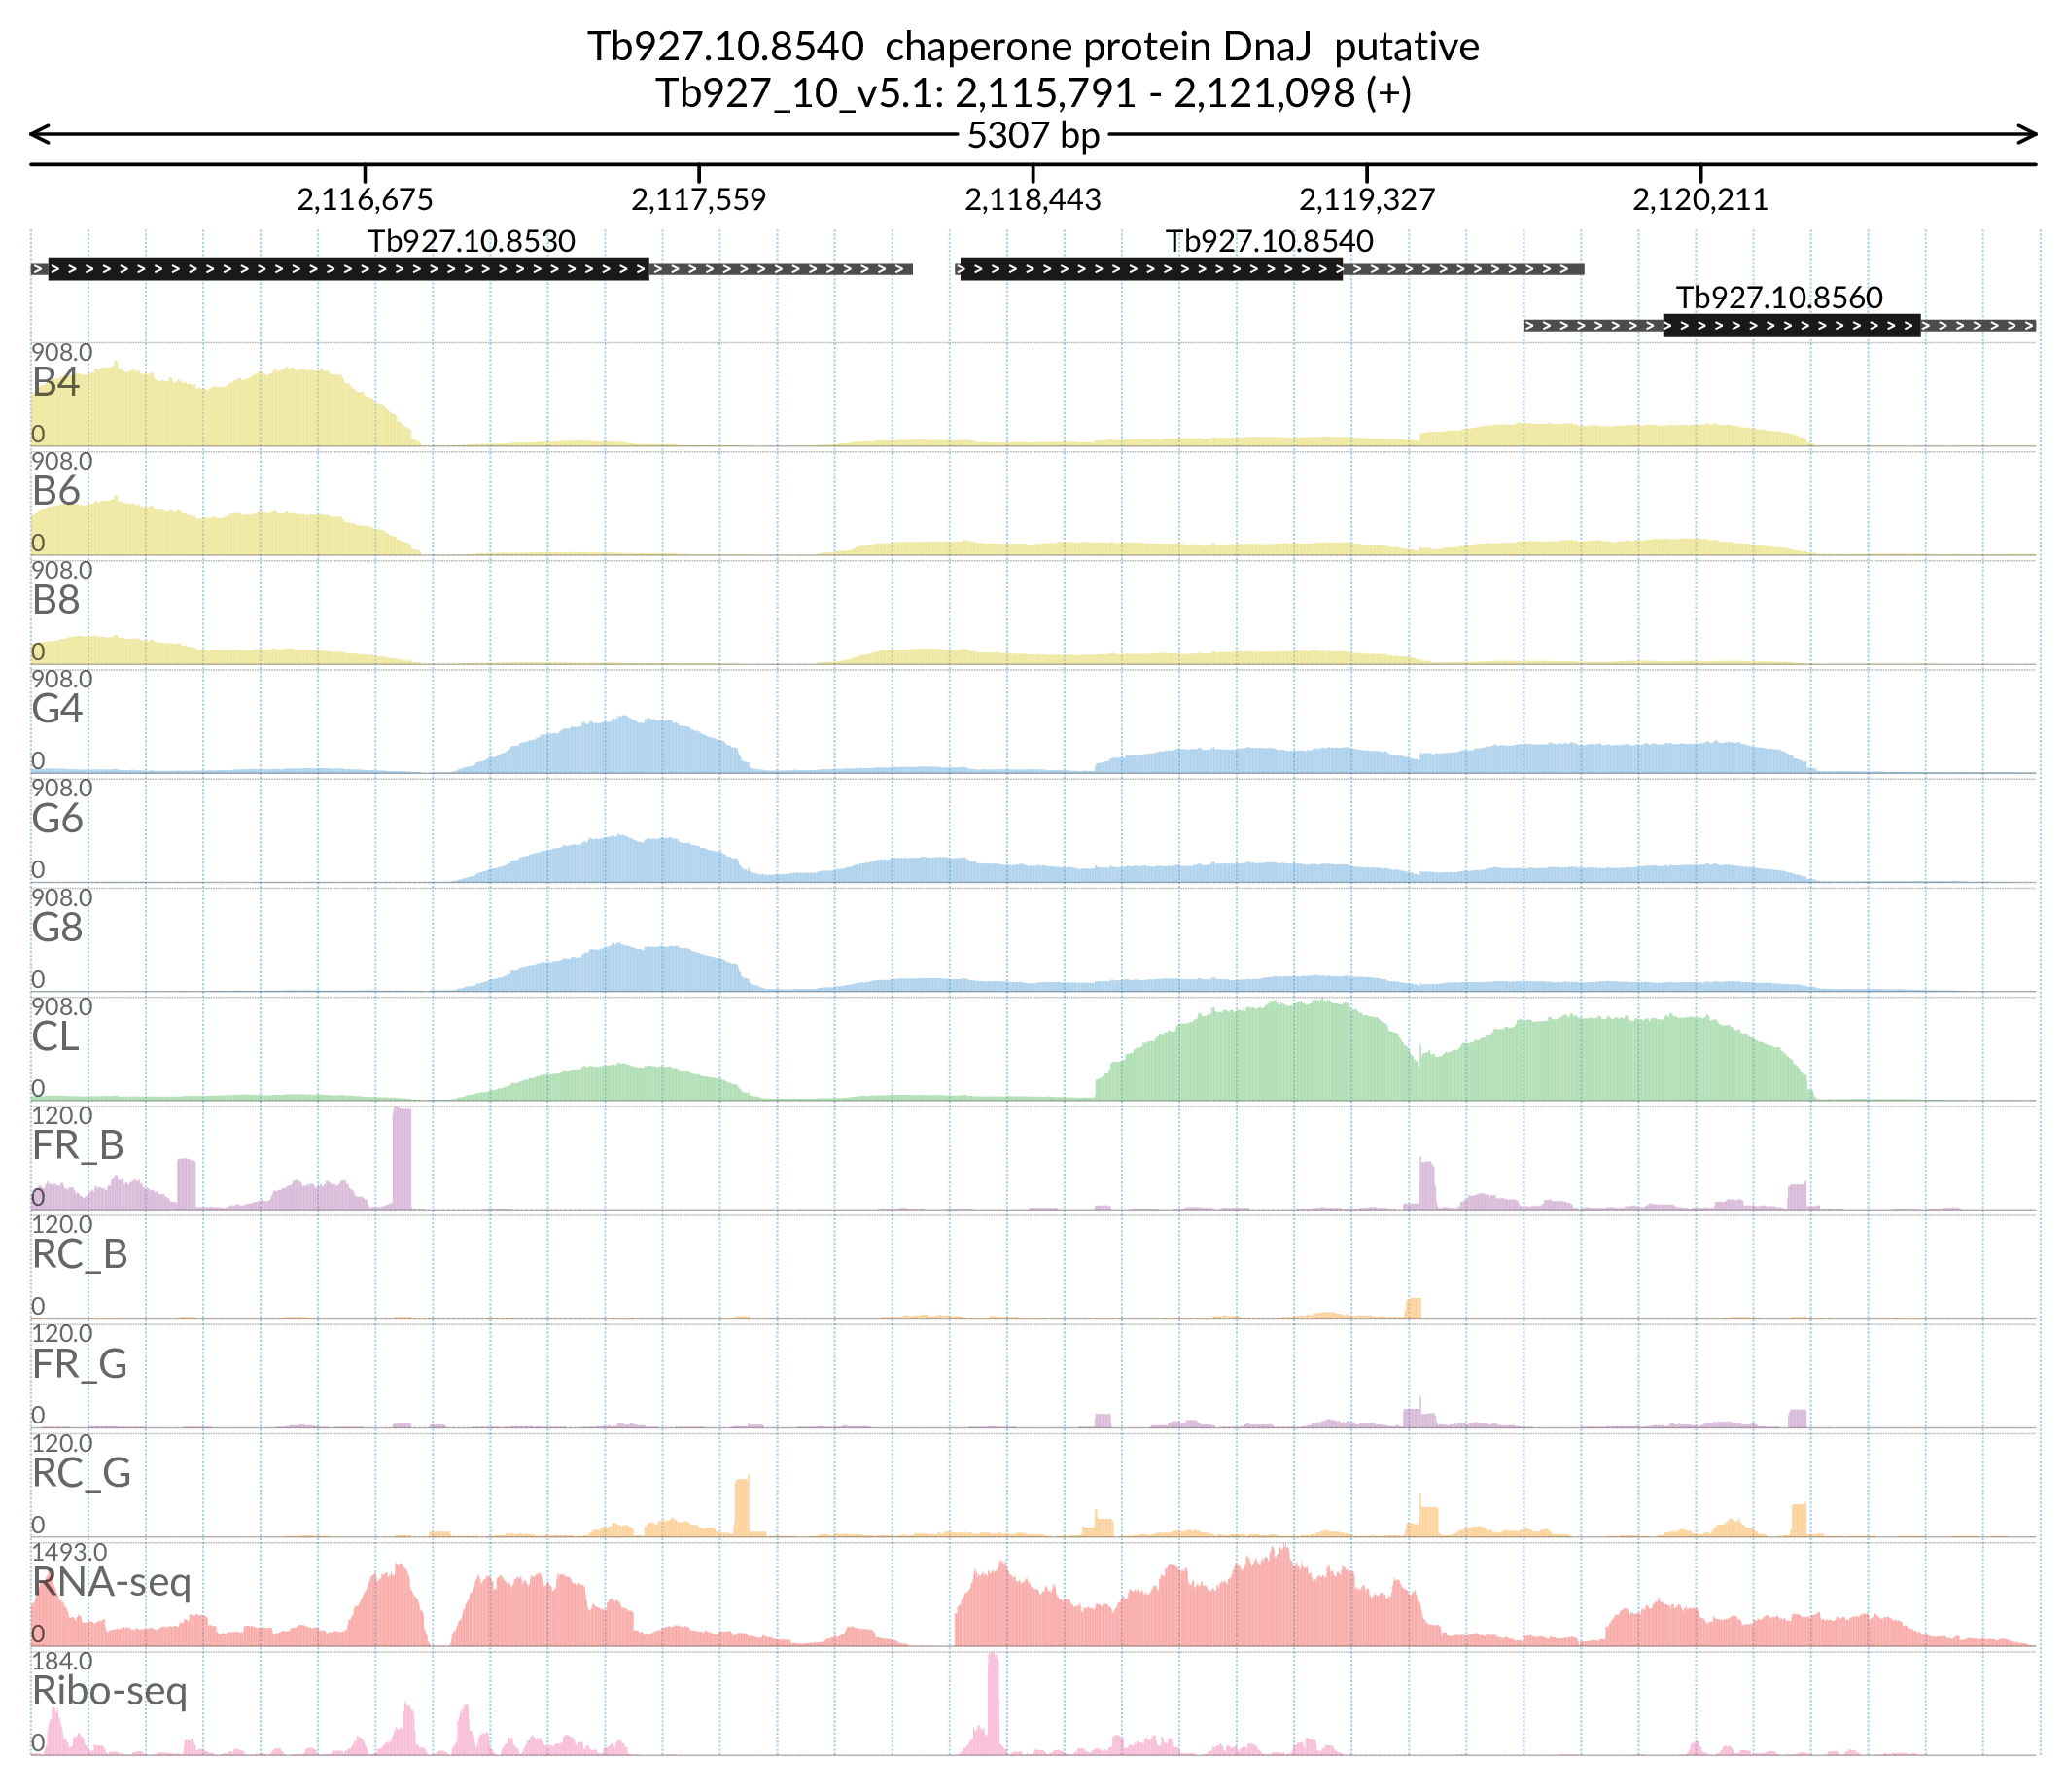 Tb927.10.8540 chaperone protein DnaJ putative
Tb927_10_v5.1: 2,115,791 - 2,121,098 (+)
5307 bp
2,116,675 2,117,559 2,118,443 2,119,327 2,120,211
Tb927.10.8530 Tb927.10.8540
Tb927.10.8560
908.0
B4
0
908.0
B6
0
908.0
B8
0
908.0
G4
0
908.0
G6
0
908.0
G8
0
908.0
CL
0
120.0
FR_B
0
120.0
RC_B
0
120.0
FR_G
0
120.0
RC_G
0
1493.0
RNA-seq
0
184.0
Ribo-seq
0